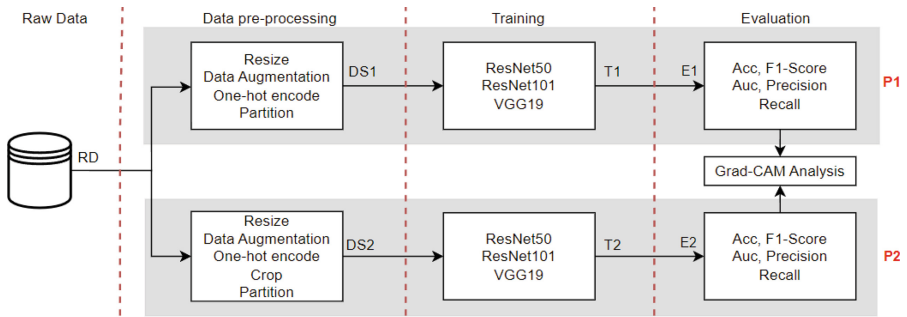 Raw Data
Data pre-processing
Training
Evaluation
Resize
Data Augmentation
One-hot encode
Partition
DS1
ResNet50
ResNet101
VGG19
T1
E1
Acc, F1-Score
Auc, Precision
Recall
P1
RD
Grad-CAM Analysis
Resize
Data Augmentation
One-hot encode
Crop
Partition
DS2
ResNet50
ResNet101
VGG19
T2
E2
Acc, F1-Score
Auc, Precision
Recall
P2